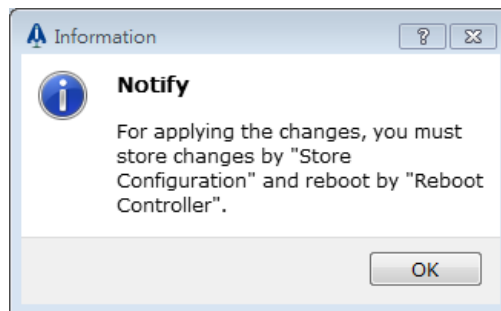 Information
Notify
For applying the changes, you must
store changes by "Store
Configuration" and reboot by "Reboot
Controller".
OK